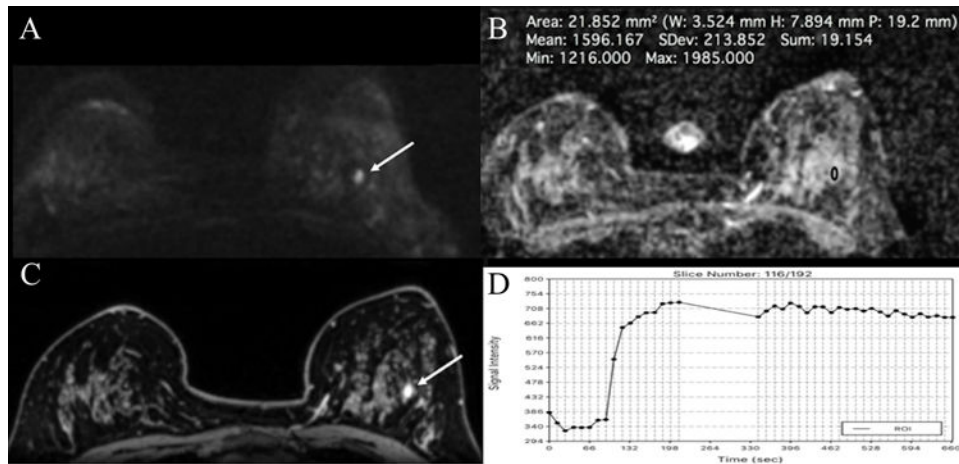 A
B
Area: 21.852 mm² (W: 3.524 mm H: 7.894 mm P: 19.2 mm)
Mean: 1596.167 SDev: 213.852 Sum: 19.154
Min: 1216.000 Max: 1985.000
C
D
Slice Number: 116/192
Signal Intensity
800
754
708
662
616
570
524
478
432
386
340
294
ROI
0 66 132 198 264 330 396 462 528 594 660
Time (sec)